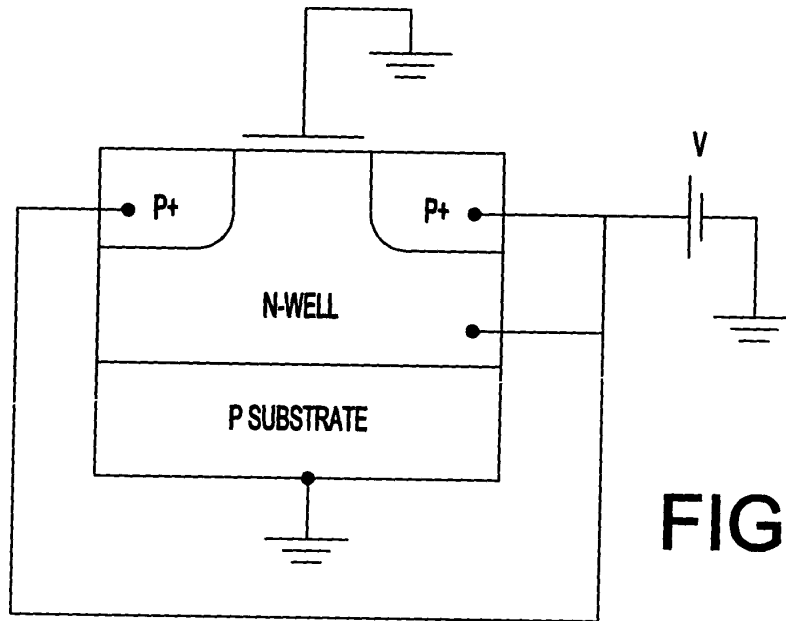 V
P+
P+
N-WELL
P SUBSTRATE
FIG